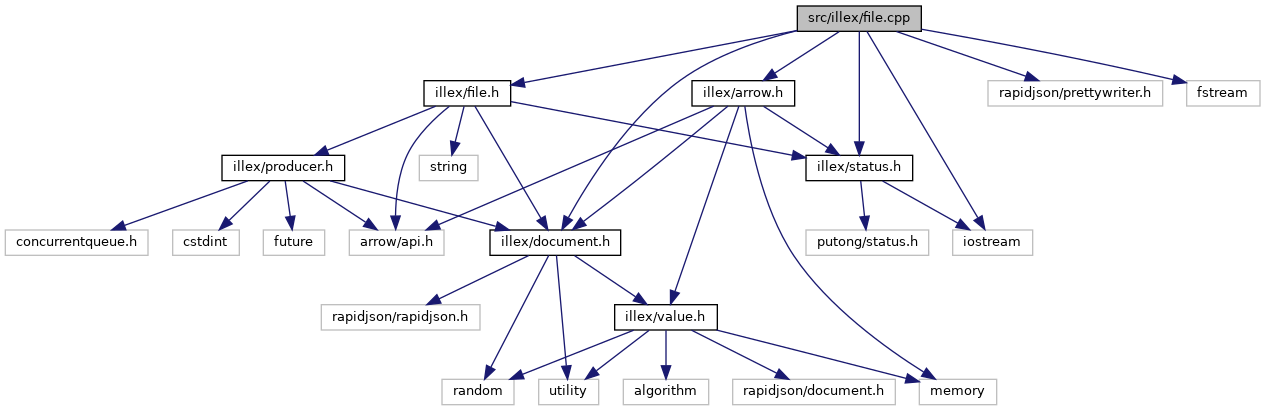 src/illex/file.cpp
illex/file.h
illex/arrow.h
rapidjson/prettywriter.h
fstream
illex/producer.h
string
illex/status.h
concurrentqueue.h
cstdint
future
arrow/api.h
illex/document.h
putong/status.h
iostream
rapidjson/rapidjson.h
illex/value.h
random
utility
algorithm
rapidjson/document.h
memory